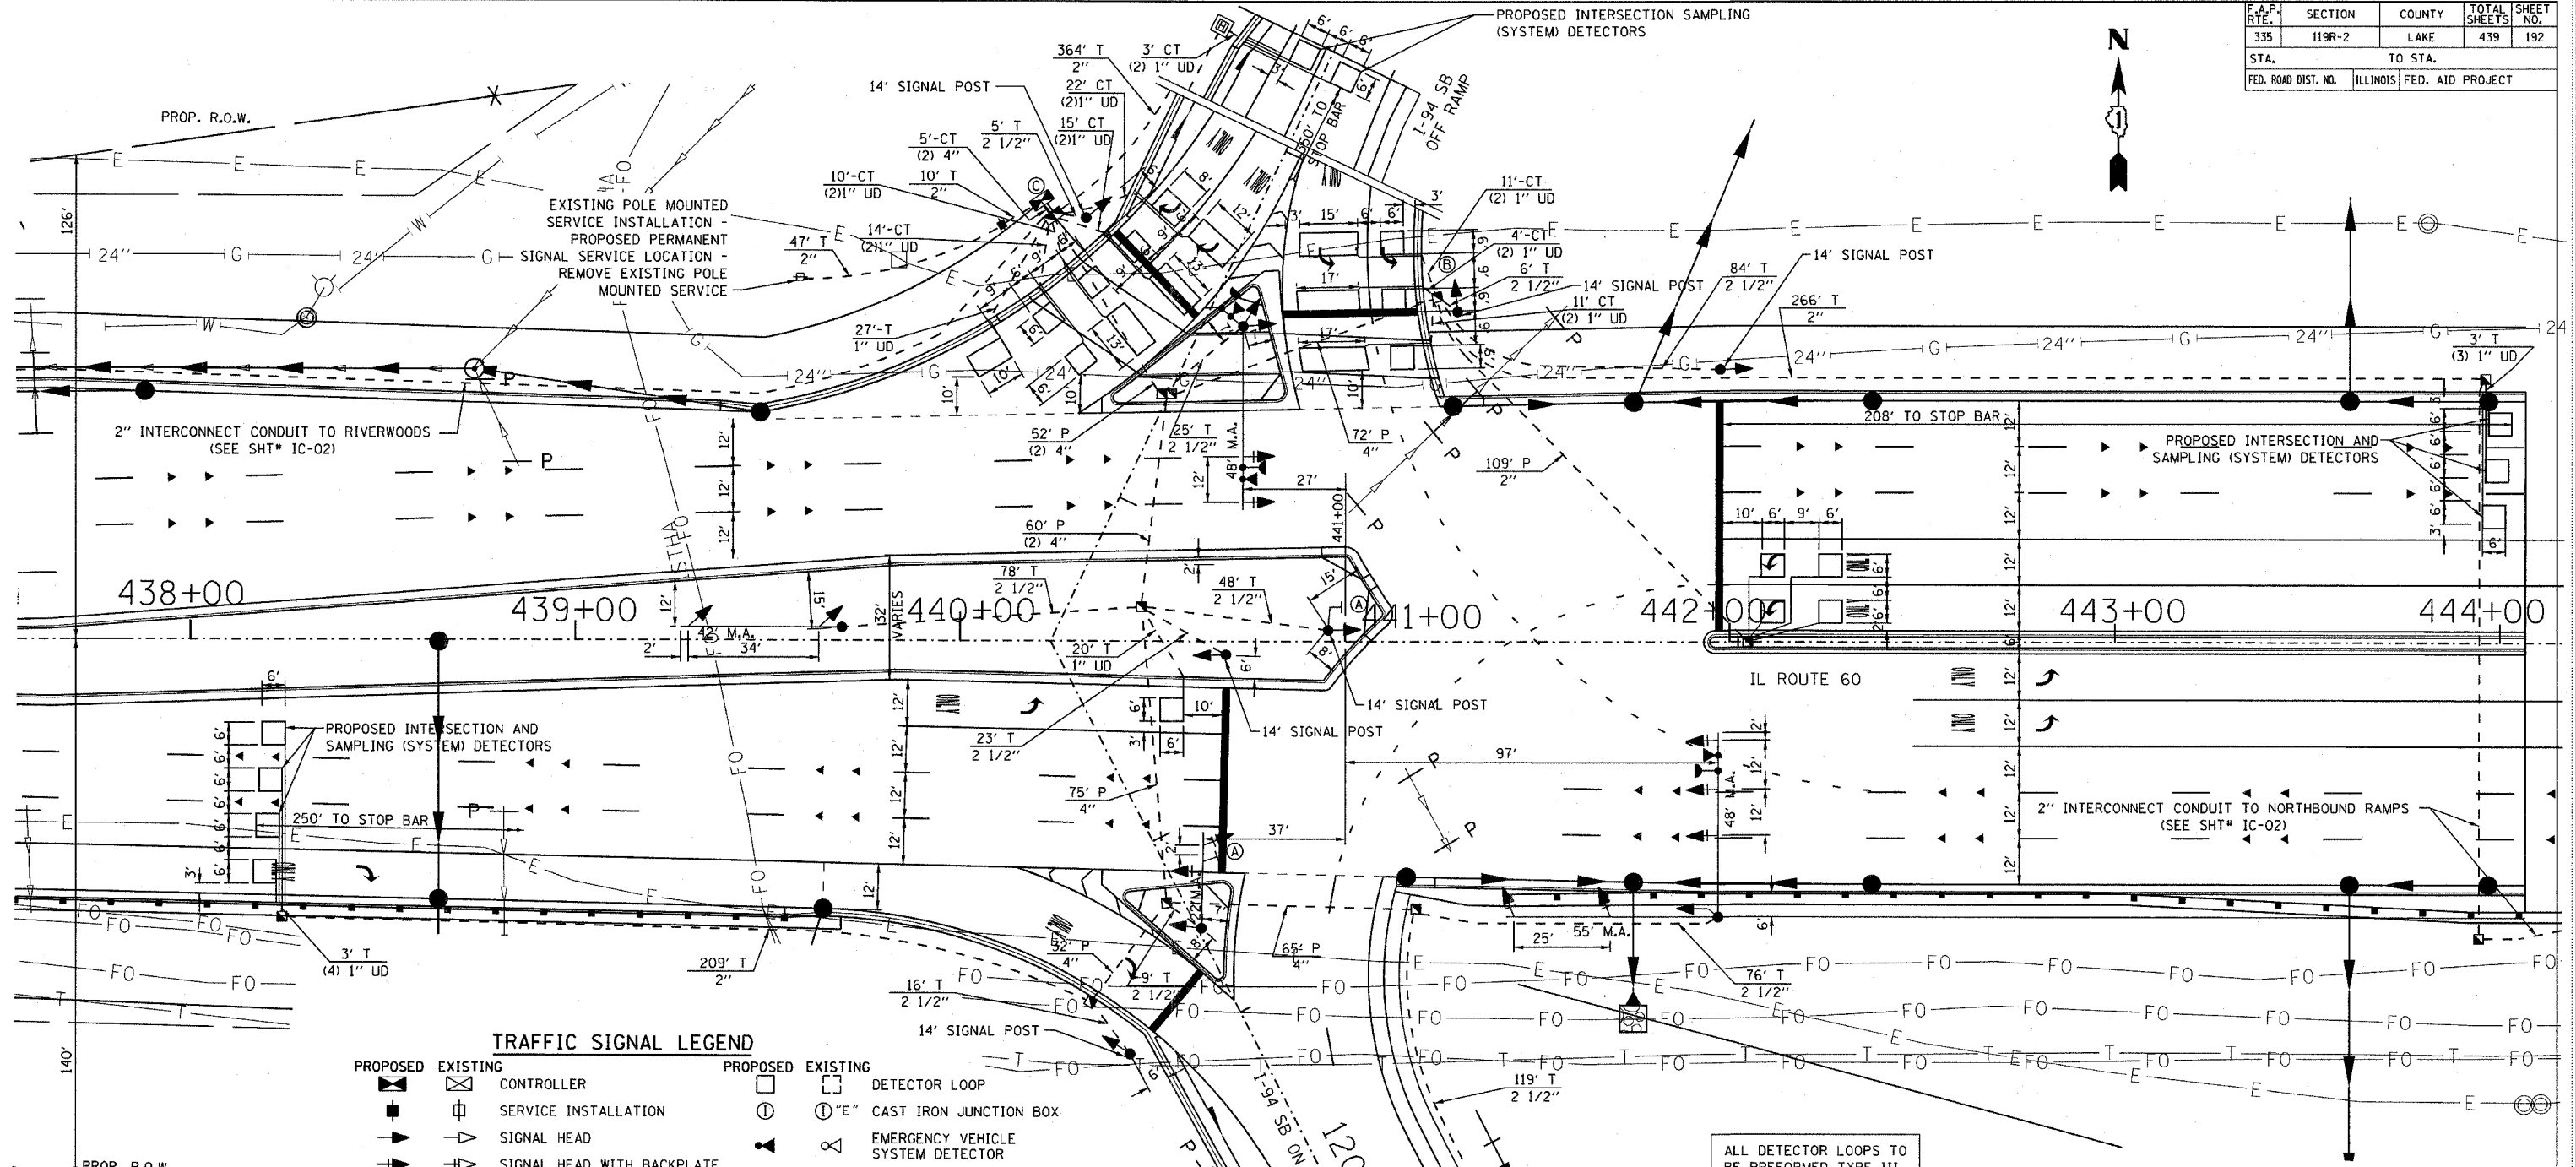 F.A.P. RTE. SECTION COUNTY TOTAL SHEETS SHEET NO.
335 119R-2 LAKE 439 192
STA. TO STA.
FED. ROAD DIST. NO. ILLINOIS FED. AID PROJECT
N
1
PROPOSED INTERSECTION SAMPLING
(SYSTEM) DETECTORS
364' T
2"
3' CT
(2) 1" UD
22' CT
(2)1" UD
15' CT
(2)1" UD
14' SIGNAL POST
5' T
2 1/2"
5'-CT
(2) 4"
10' T
2"
10'-CT
(2)1" UD
14'-CT
(2)1" UD
47' T
2"
27'-T
1" UD
350' TO
STOP BAR
I-94 SB
OFF RAMP
PROP. R.O.W.
126'
EXISTING POLE MOUNTED
SERVICE INSTALLATION -
PROPOSED PERMANENT
SIGNAL SERVICE LOCATION -
REMOVE EXISTING POLE
MOUNTED SERVICE
11'-CT
(2) 1" UD
4'-CT
(2) 1" UD
6' T
2 1/2"
14' SIGNAL POST
11' CT
(2) 1" UD
84' T
2 1/2"
14' SIGNAL POST
266' T
2"
3' T
(3) 1" UD
2" INTERCONNECT CONDUIT TO RIVERWOODS
(SEE SHT# IC-02)
52' P
(2) 4"
25' T
2 1/2"
48' M.A.
72' P
4"
109' P
2"
208' TO STOP BAR
PROPOSED INTERSECTION AND
SAMPLING (SYSTEM) DETECTORS
27'
441+00
60' P
(2) 4"
78' T
2 1/2"
48' T
2 1/2"
438+00
439+00
440+00
441+00
442+00
443+00
444+00
42' M.A.
34'
32'
VARIES
20' T
1" UD
IL ROUTE 60
14' SIGNAL POST
14' SIGNAL POST
23' T
2 1/2"
PROPOSED INTERSECTION AND
SAMPLING (SYSTEM) DETECTORS
75' P
4"
97'
37'
48' M.A.
250' TO STOP BAR
2" INTERCONNECT CONDUIT TO NORTHBOUND RAMPS
(SEE SHT# IC-02)
3' T
(4) 1" UD
209' T
2"
32' P
4"
16' T
2 1/2"
9' T
2 1/2"
65' P
4"
25'
55' M.A.
76' T
2 1/2"
14' SIGNAL POST
119' T
2 1/2"
140'
I-94 SB ON
TRAFFIC SIGNAL LEGEND
PROPOSED EXISTING
CONTROLLER
SERVICE INSTALLATION
SIGNAL HEAD
SIGNAL HEAD WITH BACKPLATE
PROPOSED EXISTING
DETECTOR LOOP
"E" CAST IRON JUNCTION BOX
EMERGENCY VEHICLE
SYSTEM DETECTOR
ALL DETECTOR LOOPS TO
BE PREFORMED TYPE III
PROP. R.O.W.